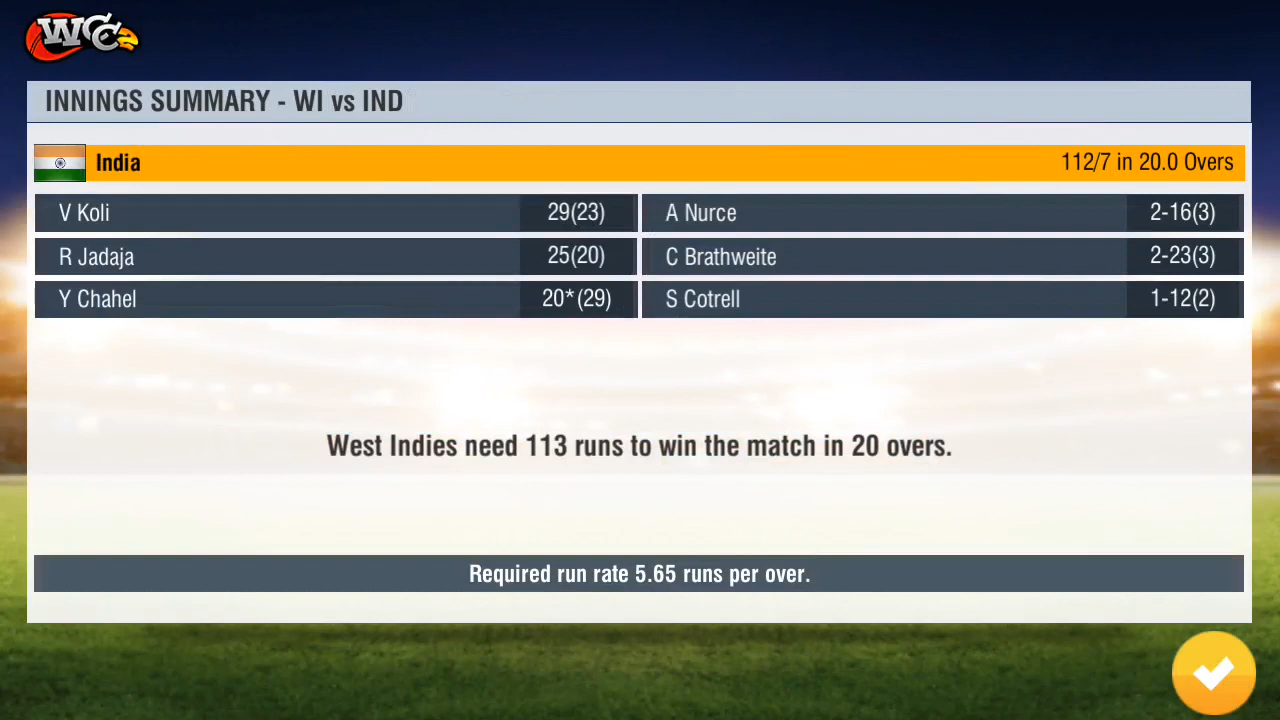 WCC
INNINGS SUMMARY - WI vs IND
India 112/7 in 20.0 Overs
V Koli 29(23) A Nurce 2-16(3)
R Jadaja 25(20) C Brathweite 2-23(3)
Y Chahel 20*(29) S Cotrell 1-12(2)
West Indies need 113 runs to win the match in 20 overs.
Required run rate 5.65 runs per over.